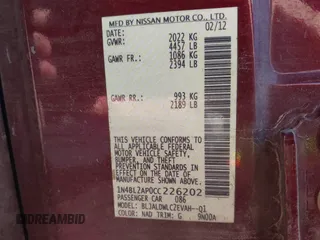 MFD BY NISSAN MOTOR CO., LTD.
DATE: 02/12
GVWR: 2022 KG
4457 LB
GAWR FR.: 1086 KG
2394 LB
GAWR RR.: 993 KG
2189 LB
THIS VEHICLE CONFORMS TO ALL
APPLICABLE FEDERAL MOTOR VEHICLE
SAFETY, BUMPER, AND THEFT
PREVENTION STANDARDS IN EFFECT
ON THE DATE OF MANUFACTURE
SHOWN ABOVE.
1N4BL2AP0CC226202
PASSENGER CAR 086
MODEL: BLJALDWLCZEVAH--Q1
COLOR: NAD TRIM: G 9N00A
dreambid